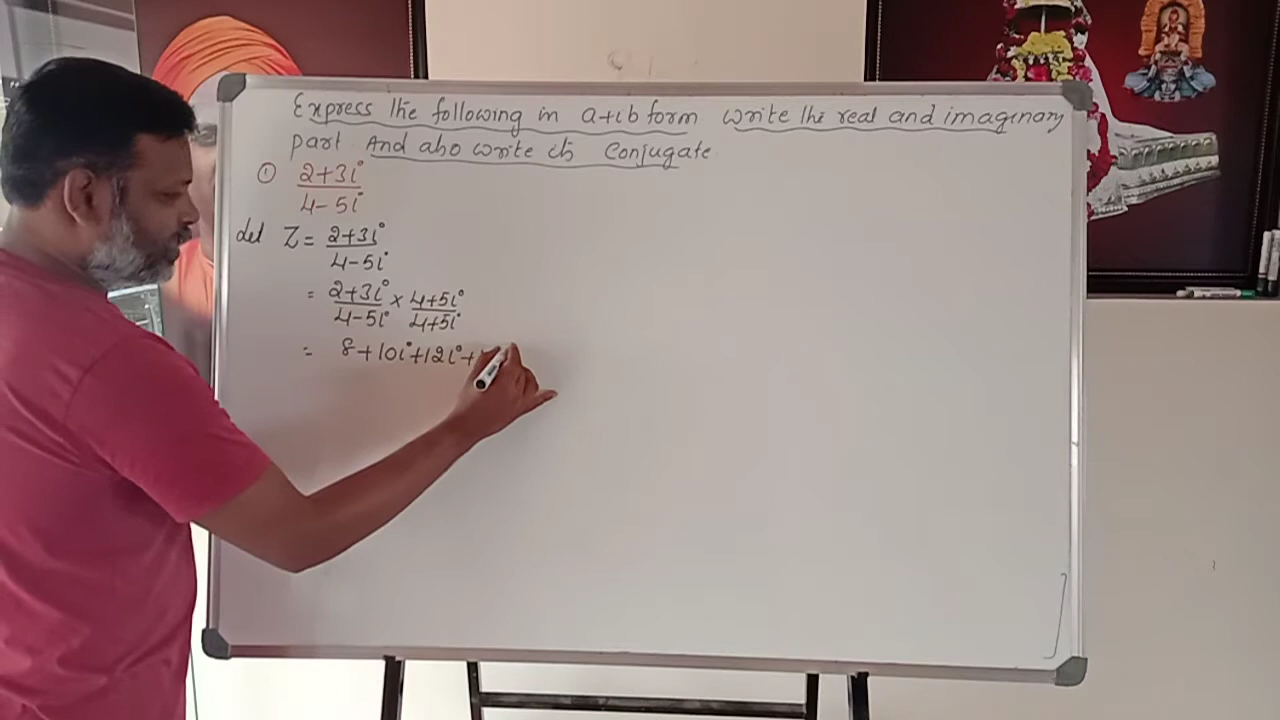 Express the following in a+ib form write the real and imaginary
part. And also write its Conjugate
① 2+3i
4-5i
Let Z = 2+3i
4-5i
= 2+3i × 4+5i
4-5i 4+5i
= 8+10i+12i+